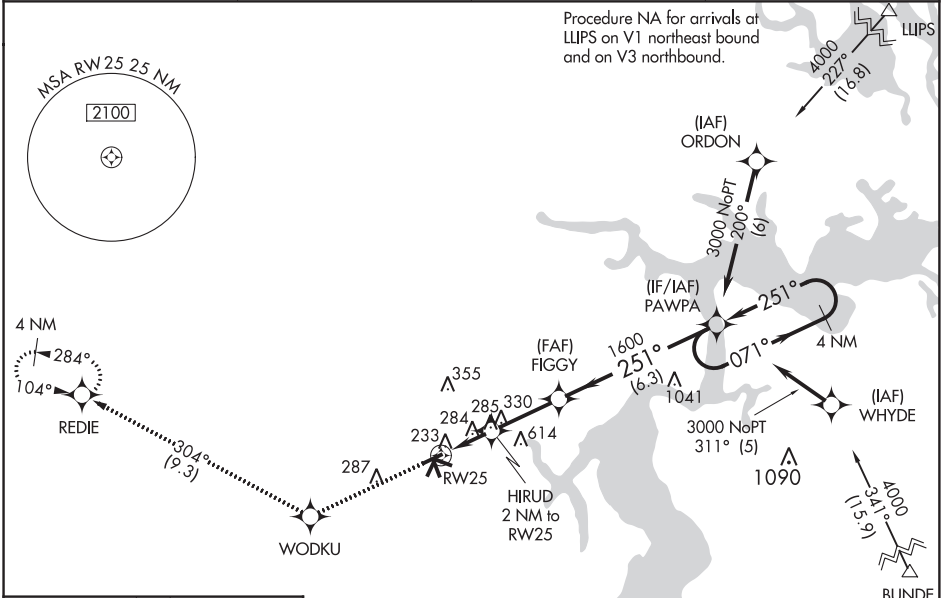 Procedure NA for arrivals at
LLIPS on V1 northeast bound
and on V3 northbound.
LLIPS
4000
227°
(16.8)
MSA RW25 25 NM
2100
(IAF)
ORDON
3000 NoPT
200°
(6)
(IF/IAF)
PAWPA
251°
071°
4 NM
1600
251°
(6.3)
1041
(FAF)
FIGGY
(IAF)
WHYDE
3000 NoPT
311° (5)
1090
4 NM
284°
104°
REDIE
304°
(9.3)
355
330
285
284
614
233
287
RW25
HIRUD
2 NM to
RW25
WODKU
4000
341°
(15.9)
BUNDE